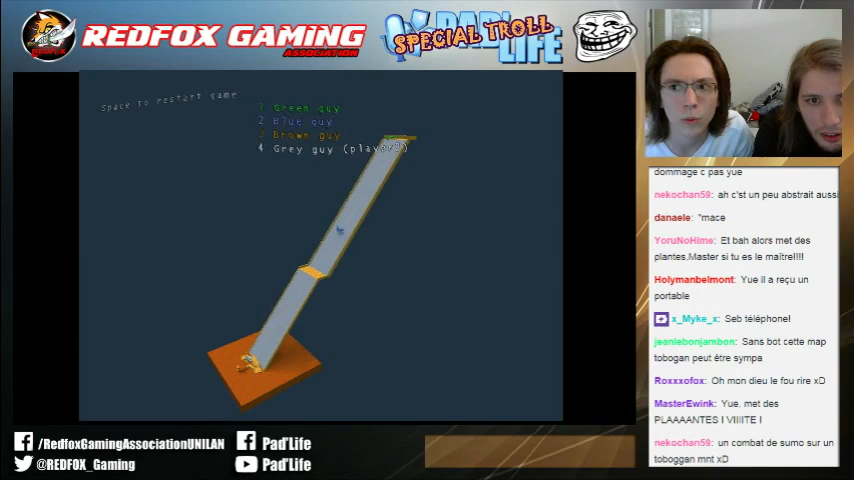 REDFOX GAMING
ASSOCIATION
REDFOX
PAD'LIFE
SPECIAL TROLL
Space to restart game
1 Green guy
2 Blue guy
3 Brown guy
4 Grey guy (player?)
dommage c pas yue
nekochan59: ah c'st un peu abstrait aussi
danaele: *mace
YoruNoHime: Et bah alors met des
plantes,Master si tu es le maître!!!!
Holymanbelmont: Yue il a reçu un
portable
x_Myke_x: Seb téléphone!
jeanlebonjambon: Sans bot cette map
tobogan peut être sympa
Roxxxofox: Oh mon dieu le fou rire xD
MasterEwink: Yue, met des
PLAAAANTES ! VIIIITE !
nekochan59: un combat de sumo sur un
toboggan mnt xD
/RedfoxGamingAssociationUNILAN
Pad'Life
@REDFOX_Gaming
Pad'Life